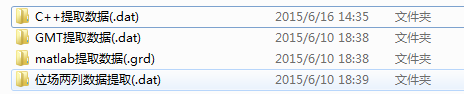 C++提取数据(.dat) 2015/6/16 14:35 文件夹
GMT提取数据(.dat) 2015/6/10 18:38 文件夹
matlab提取数据(.grd) 2015/6/10 18:38 文件夹
位场两列数据提取(.dat) 2015/6/10 18:39 文件夹